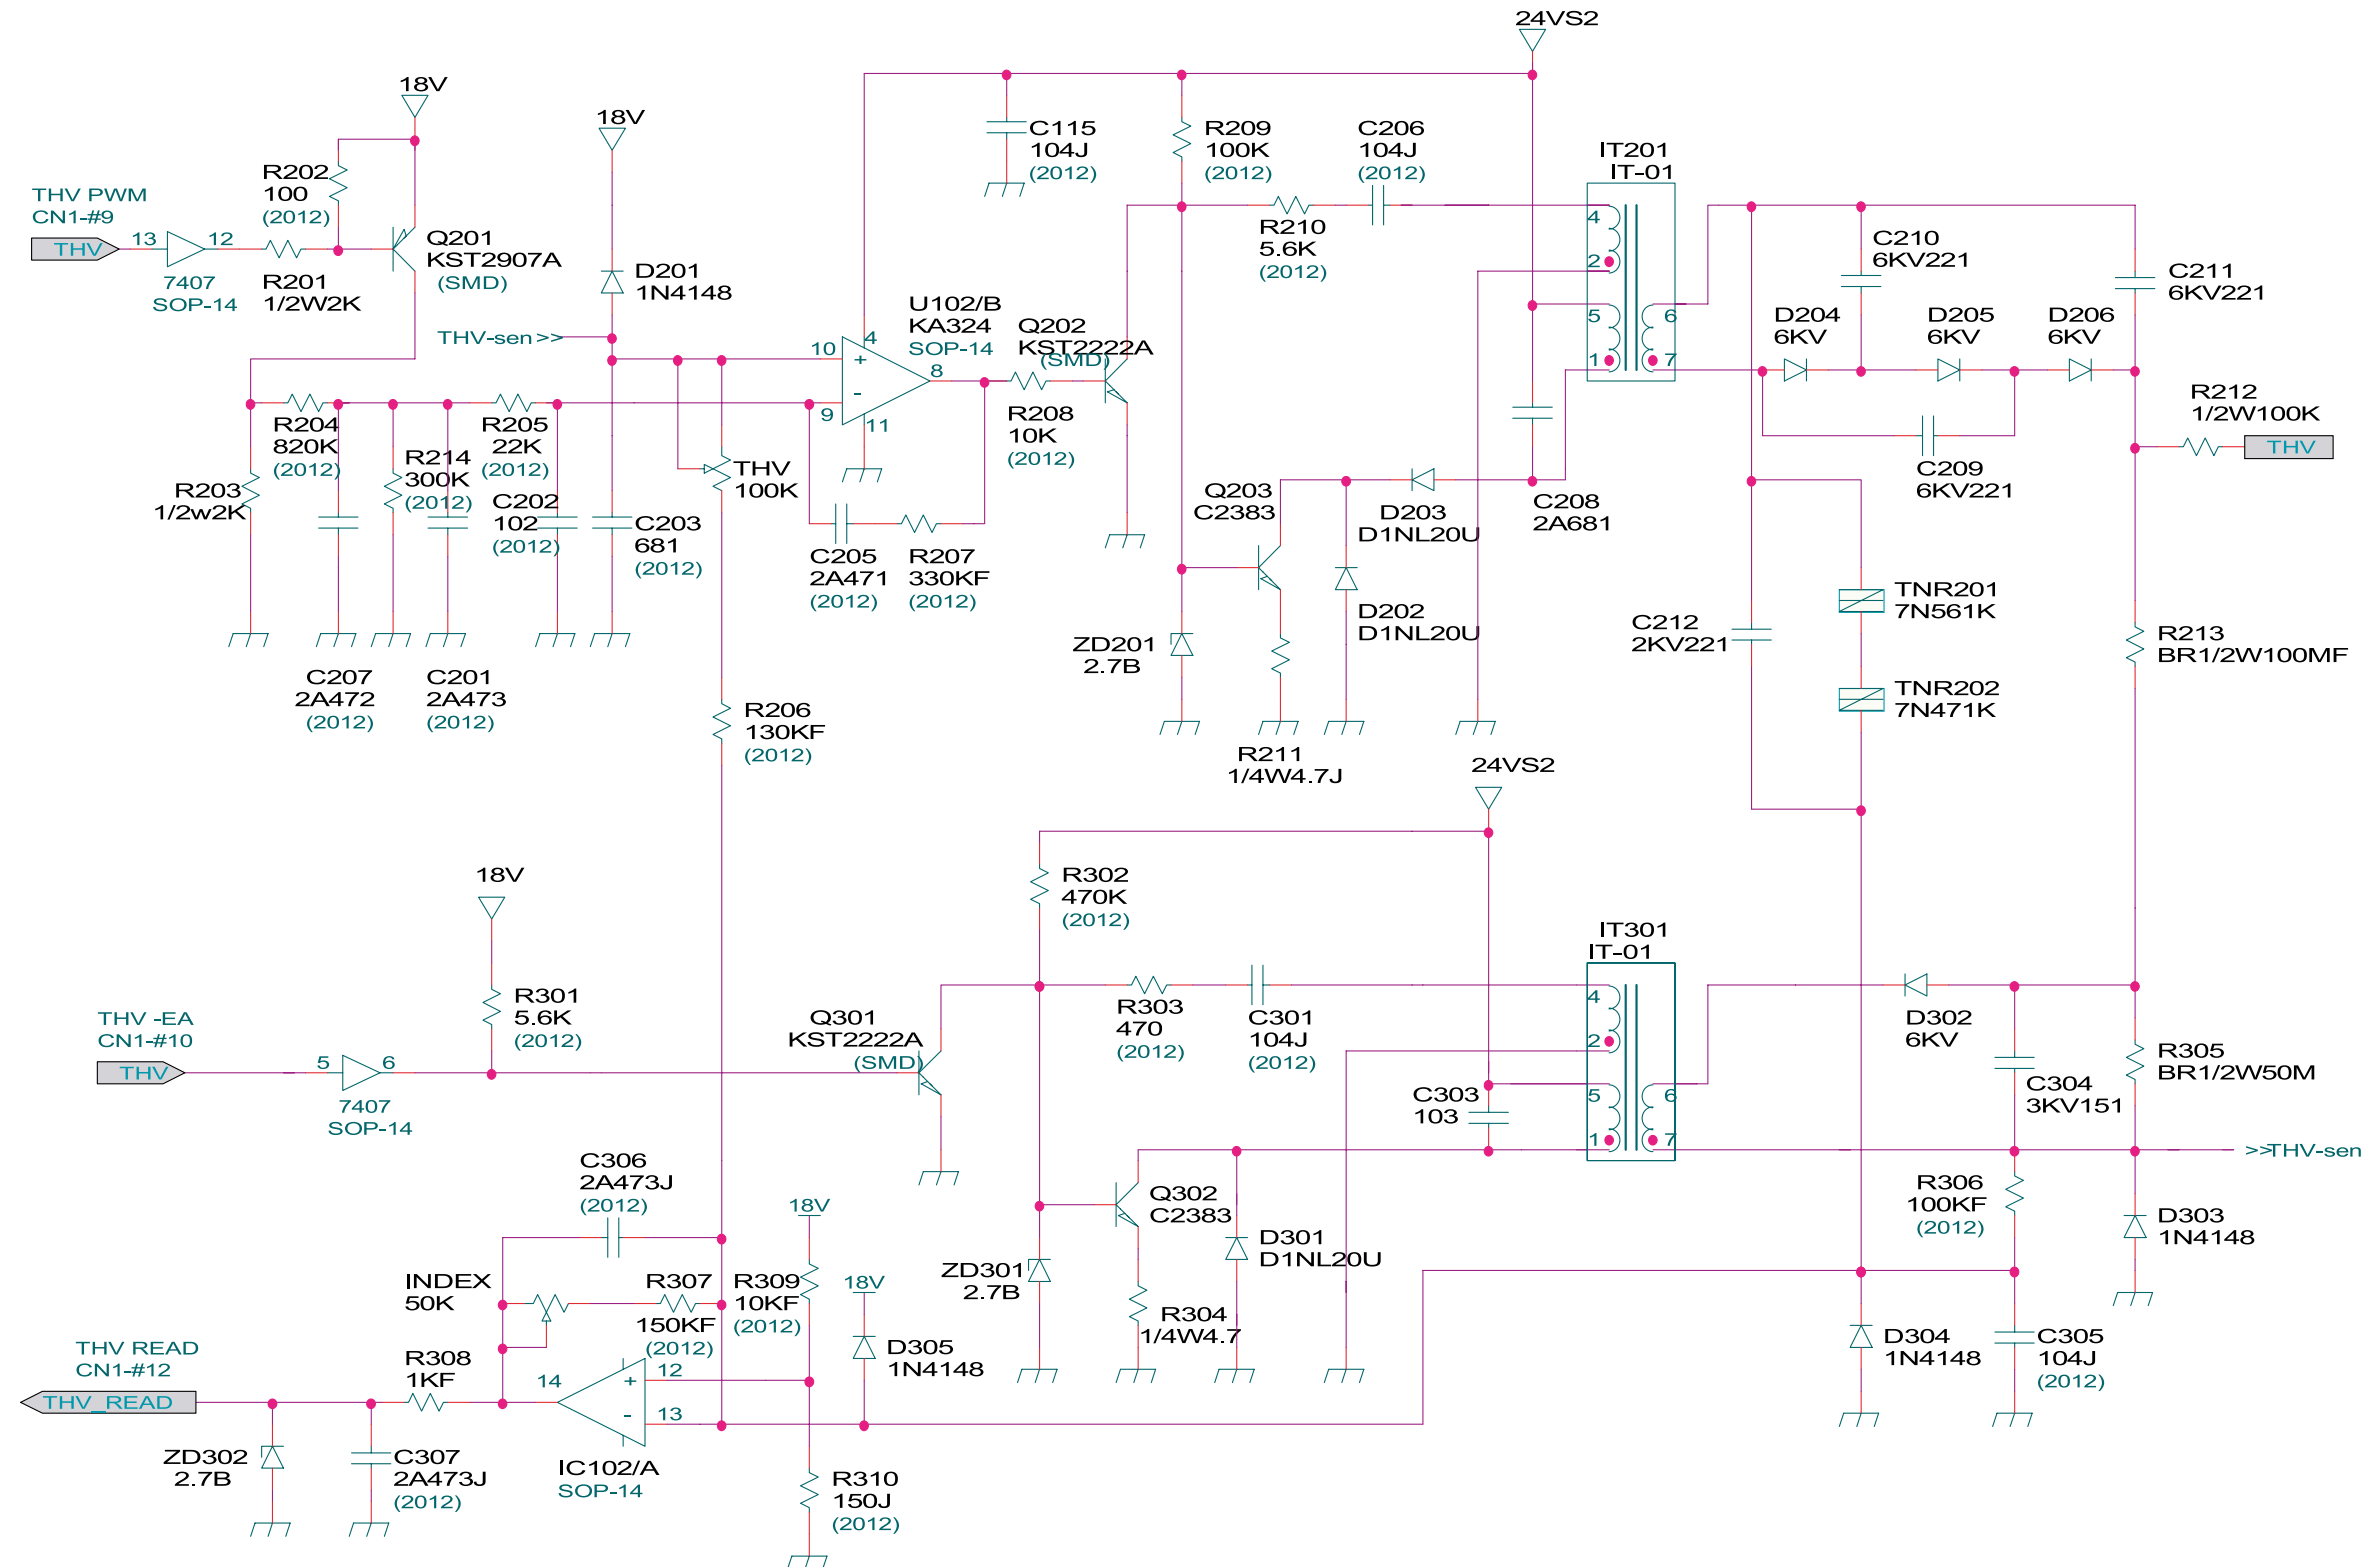 24VS2
18V
18V
THV PWM
CN1-#9
THV
13
12
7407
SOP-14
R201
1/2W2K
R202
100
(2012)
Q201
KST2907A
(SMD)
D201
1N4148
THV-sen >>
C115
104J
(2012)
R209
100K
(2012)
C206
104J
(2012)
R210
5.6K
(2012)
IT201
IT-01
4
2
5
1
6
7
C210
6KV221
C211
6KV221
D204
6KV
D205
6KV
D206
6KV
C209
6KV221
R212
1/2W100K
THV
U102/B
KA324
SOP-14
10
9
4
8
11
+
-
Q202
KST2222A
(SMD)
R208
10K
(2012)
R204
820K
(2012)
R214
300K
(2012)
R205
22K
(2012)
R203
1/2w2K
C202
102
(2012)
C203
681
(2012)
THV
100K
C205
2A471
(2012)
R207
330KF
(2012)
Q203
C2383
D203
D1NL20U
C208
2A681
D202
D1NL20U
ZD201
2.7B
R211
1/4W4.7J
C207
2A472
(2012)
C201
2A473
(2012)
R206
130KF
(2012)
C212
2KV221
TNR201
7N561K
TNR202
7N471K
R213
BR1/2W100MF
24VS2
18V
R302
470K
(2012)
R301
5.6K
(2012)
THV -EA
CN1-#10
THV
5
6
7407
SOP-14
Q301
KST2222A
(SMD)
R303
470
(2012)
C301
104J
(2012)
IT301
IT-01
4
2
5
1
6
7
C303
103
D302
6KV
C304
3KV151
R305
BR1/2W50M
>>THV-sen
C306
2A473J
(2012)
Q302
C2383
D301
D1NL20U
ZD301
2.7B
R304
1/4W4.7
R306
100KF
(2012)
D303
1N4148
18V
INDEX
50K
R307
150KF
(2012)
R309
10KF
(2012)
18V
D305
1N4148
D304
1N4148
C305
104J
(2012)
THV READ
CN1-#12
THV_READ
R308
1KF
14
12
13
+
-
IC102/A
SOP-14
ZD302
2.7B
C307
2A473J
(2012)
R310
150J
(2012)